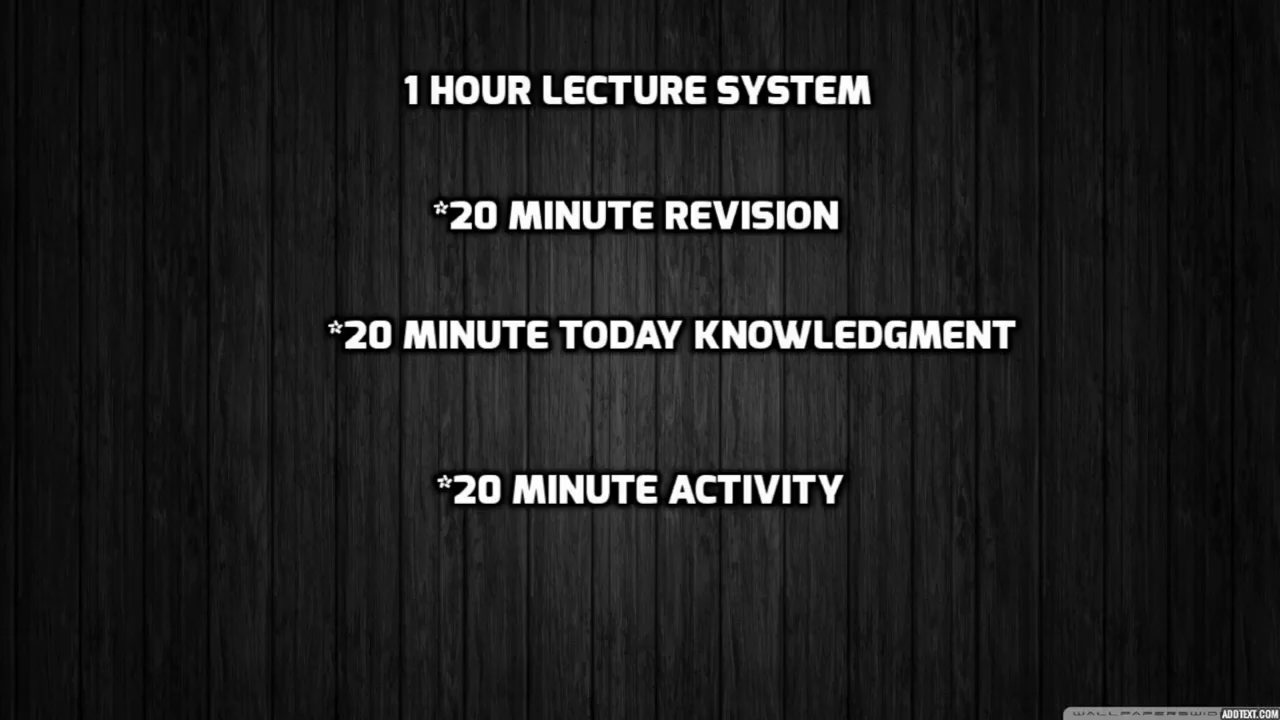 1 HOUR LECTURE SYSTEM
*20 MINUTE REVISION
*20 MINUTE TODAY KNOWLEDGMENT
*20 MINUTE ACTIVITY
ADDTEXT.COM